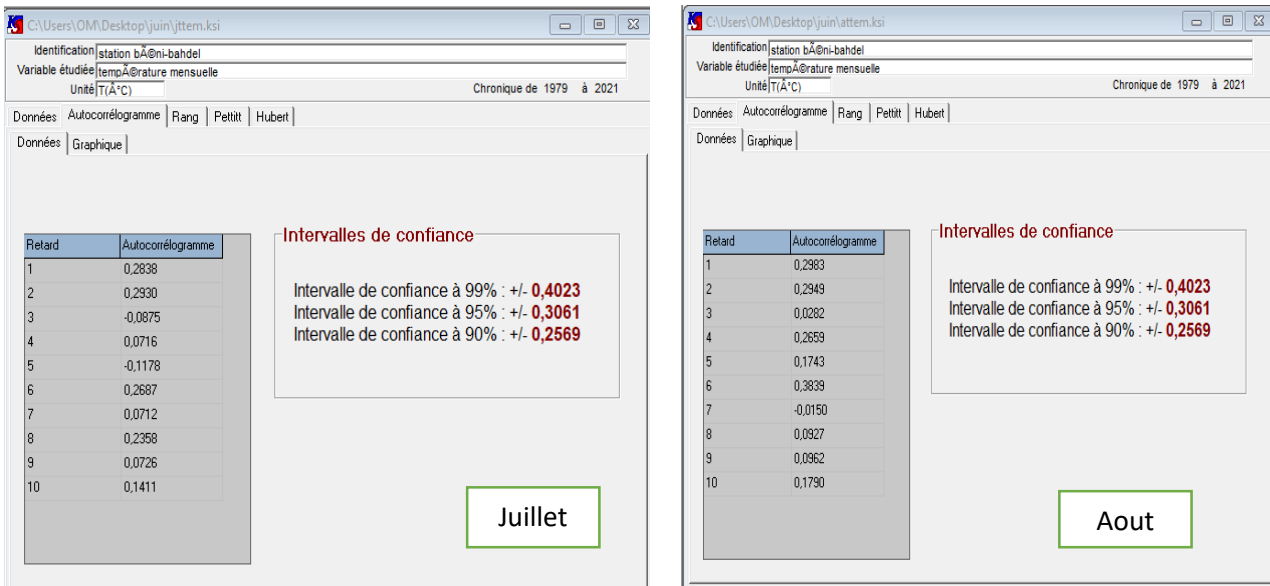 C:\Users\OM\Desktop\juin\jttem.ksi
Identification station bÃ©ni-bahdel
Variable étudiée tempÃ©rature mensuelle
Unité T(Â°C) Chronique de 1979 à 2021
Données Autocorrélogramme Rang Pettitt Hubert
Données Graphique
Retard Autocorrélogramme
1 0,2838
2 0,2930
3 -0,0875
4 0,0716
5 -0,1178
6 0,2687
7 0,0712
8 0,2358
9 0,0726
10 0,1411
Intervalles de confiance
Intervalle de confiance à 99% : +/- 0,4023
Intervalle de confiance à 95% : +/- 0,3061
Intervalle de confiance à 90% : +/- 0,2569
Juillet
C:\Users\OM\Desktop\juin\attem.ksi
Identification station bÃ©ni-bahdel
Variable étudiée tempÃ©rature mensuelle
Unité T(Â°C) Chronique de 1979 à 2021
Données Autocorrélogramme Rang Pettitt Hubert
Données Graphique
Retard Autocorrélogramme
1 0,2983
2 0,2949
3 0,0282
4 0,2659
5 0,1743
6 0,3839
7 -0,0150
8 0,0927
9 0,0962
10 0,1790
Intervalles de confiance
Intervalle de confiance à 99% : +/- 0,4023
Intervalle de confiance à 95% : +/- 0,3061
Intervalle de confiance à 90% : +/- 0,2569
Aout